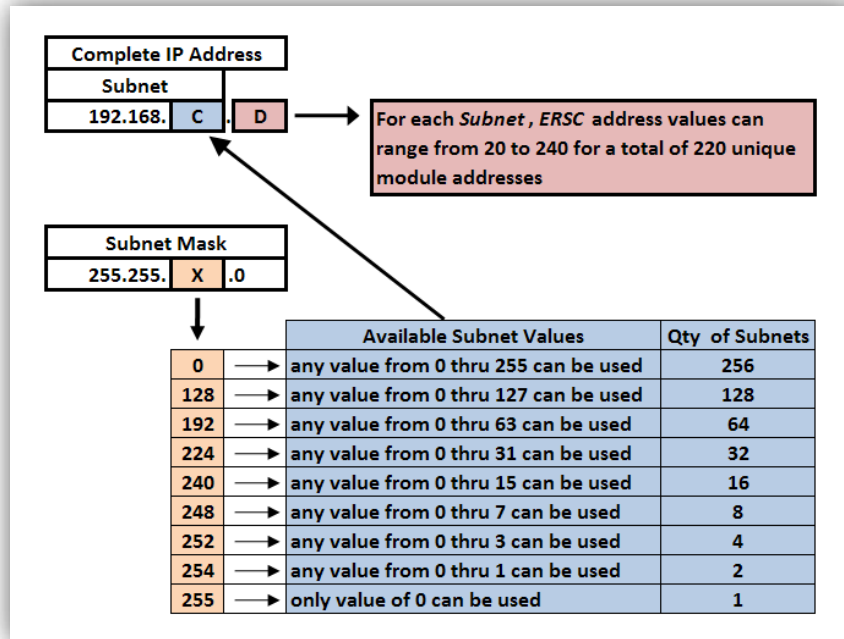 Complete IP Address
Subnet
192.168. C . D
For each Subnet , ERSC address values can
range from 20 to 240 for a total of 220 unique
module addresses
Subnet Mask
255.255. X .0
Available Subnet Values Qty of Subnets
0 any value from 0 thru 255 can be used 256
128 any value from 0 thru 127 can be used 128
192 any value from 0 thru 63 can be used 64
224 any value from 0 thru 31 can be used 32
240 any value from 0 thru 15 can be used 16
248 any value from 0 thru 7 can be used 8
252 any value from 0 thru 3 can be used 4
254 any value from 0 thru 1 can be used 2
255 only value of 0 can be used 1